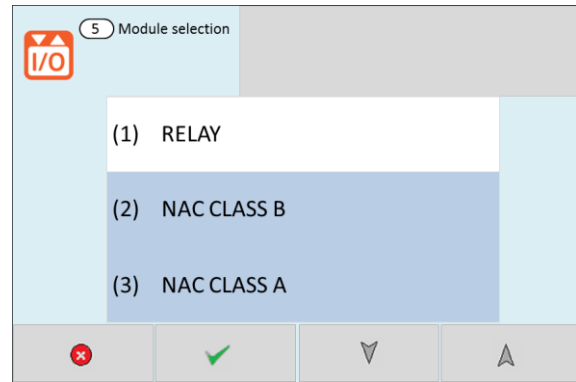 5 Module selection
I/O
(1) RELAY
(2) NAC CLASS B
(3) NAC CLASS A